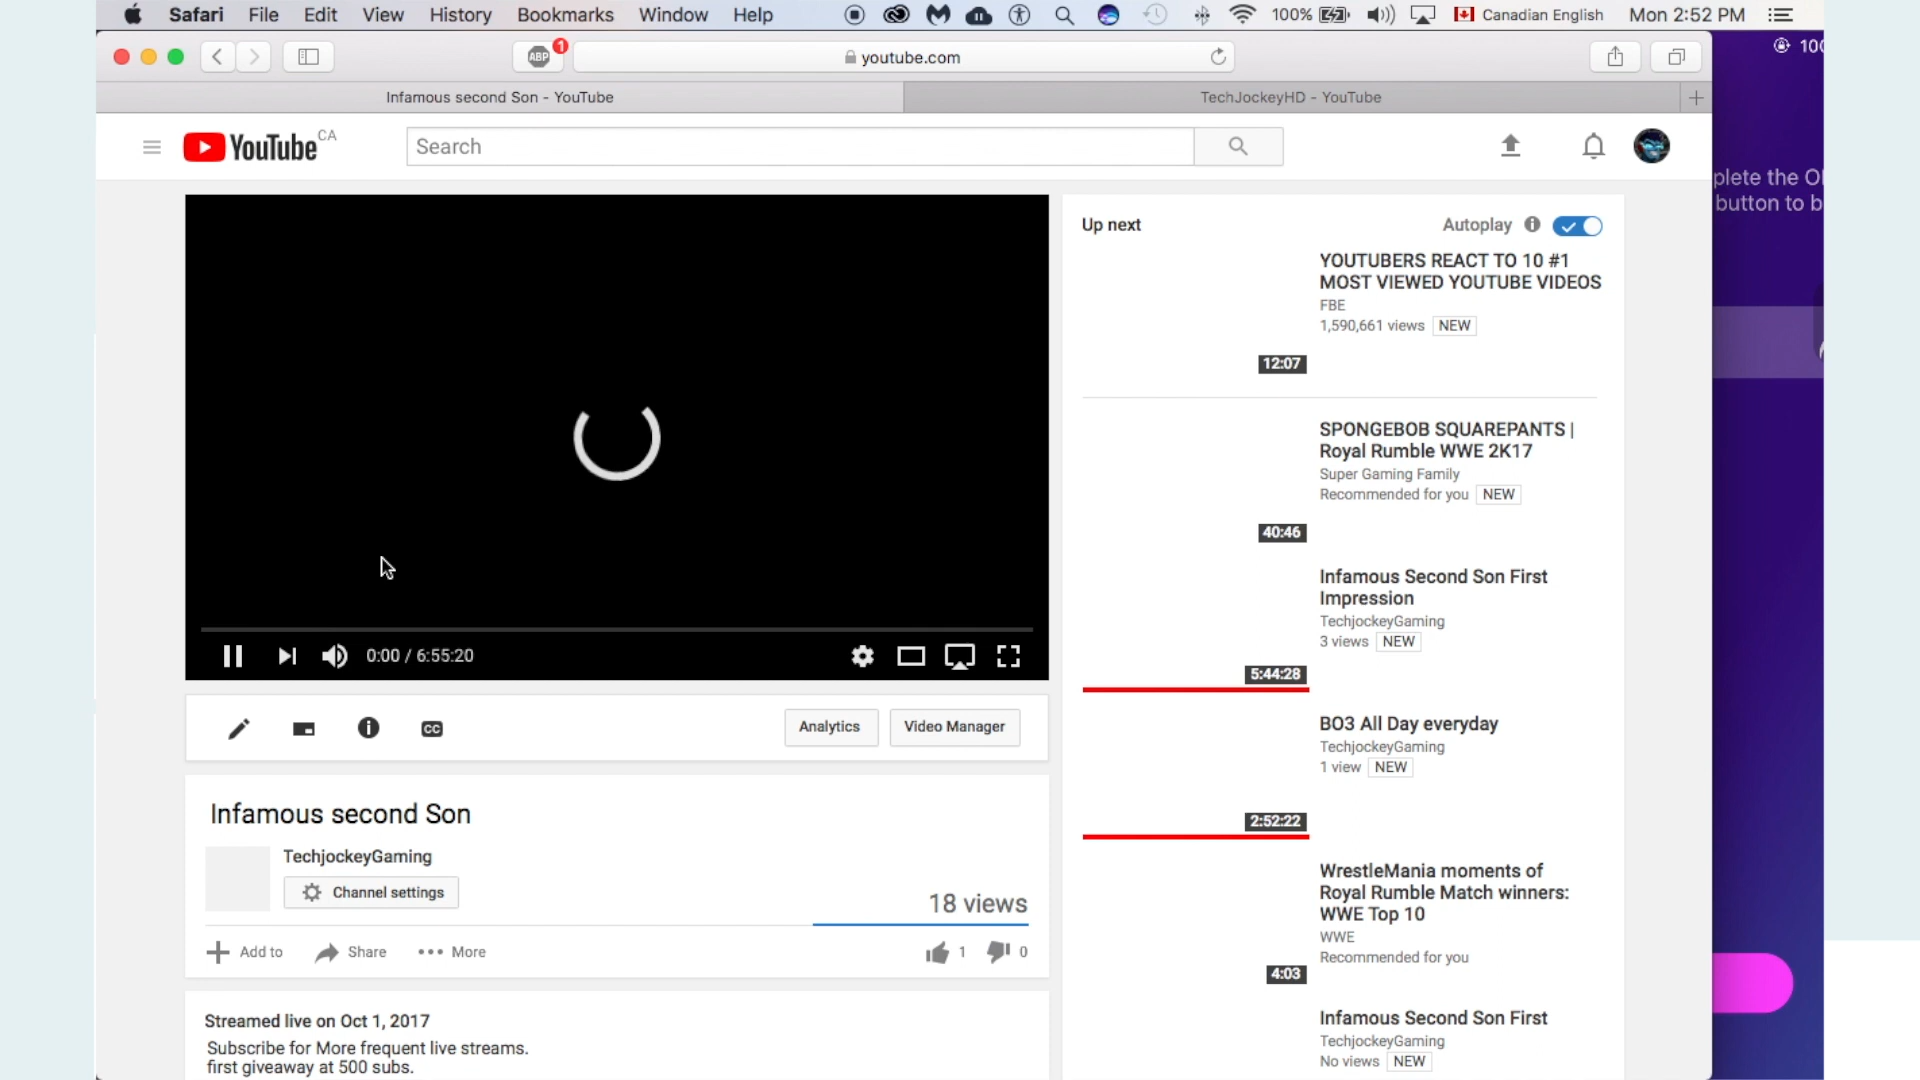 Safari File Edit View History Bookmarks Window Help 100% Canadian English Mon 2:52 PM
ABP 1 youtube.com
Infamous second Son - YouTube TechJockeyHD - YouTube
YouTube CA Search
Up next Autoplay
YOUTUBERS REACT TO 10 #1
MOST VIEWED YOUTUBE VIDEOS
FBE
1,590,661 views NEW
12:07
SPONGEBOB SQUAREPANTS |
Royal Rumble WWE 2K17
Super Gaming Family
Recommended for you NEW
40:46
Infamous Second Son First
Impression
TechjockeyGaming
3 views NEW
5:44:28
BO3 All Day everyday
TechjockeyGaming
1 view NEW
2:52:22
WrestleMania moments of
Royal Rumble Match winners:
WWE Top 10
WWE
Recommended for you
4:03
Infamous Second Son First
TechjockeyGaming
No views NEW
0:00 / 6:55:20
CC Analytics Video Manager
Infamous second Son
TechjockeyGaming
Channel settings
18 views
Add to Share More 1 0
Streamed live on Oct 1, 2017
Subscribe for More frequent live streams.
first giveaway at 500 subs.
plete the
button to b